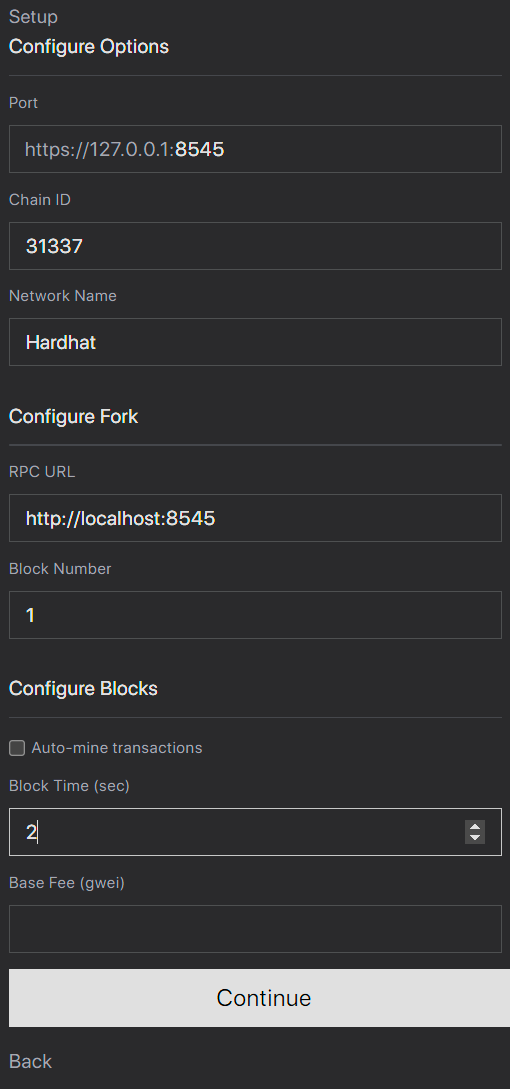 Setup
Configure Options
Port
https://127.0.0.1:8545
Chain ID
31337
Network Name
Hardhat
Configure Fork
RPC URL
http://localhost:8545
Block Number
1
Configure Blocks
Auto-mine transactions
Block Time (sec)
2
Base Fee (gwei)
Continue
Back